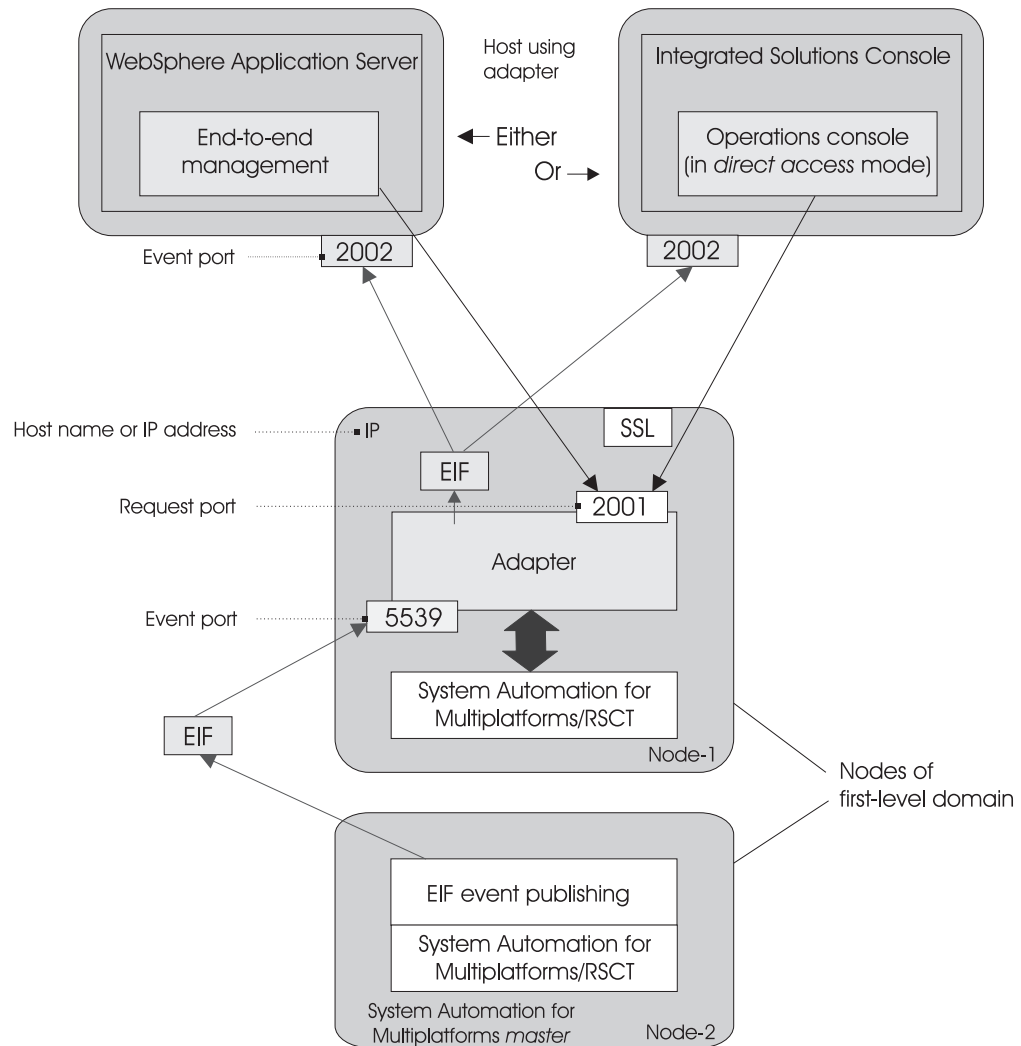 WebSphere Application Server
End-to-end
management
Host using
adapter
Either
Or
Integrated Solutions Console
Operations console
(in direct access mode)
Event port
2002
2002
Host name or IP address
IP
SSL
EIF
Request port
2001
Adapter
Event port
5539
System Automation for
Multiplatforms/RSCT
Node-1
EIF
Nodes of
first-level domain
EIF event publishing
System Automation for
Multiplatforms/RSCT
System Automation for
Multiplatforms master
Node-2